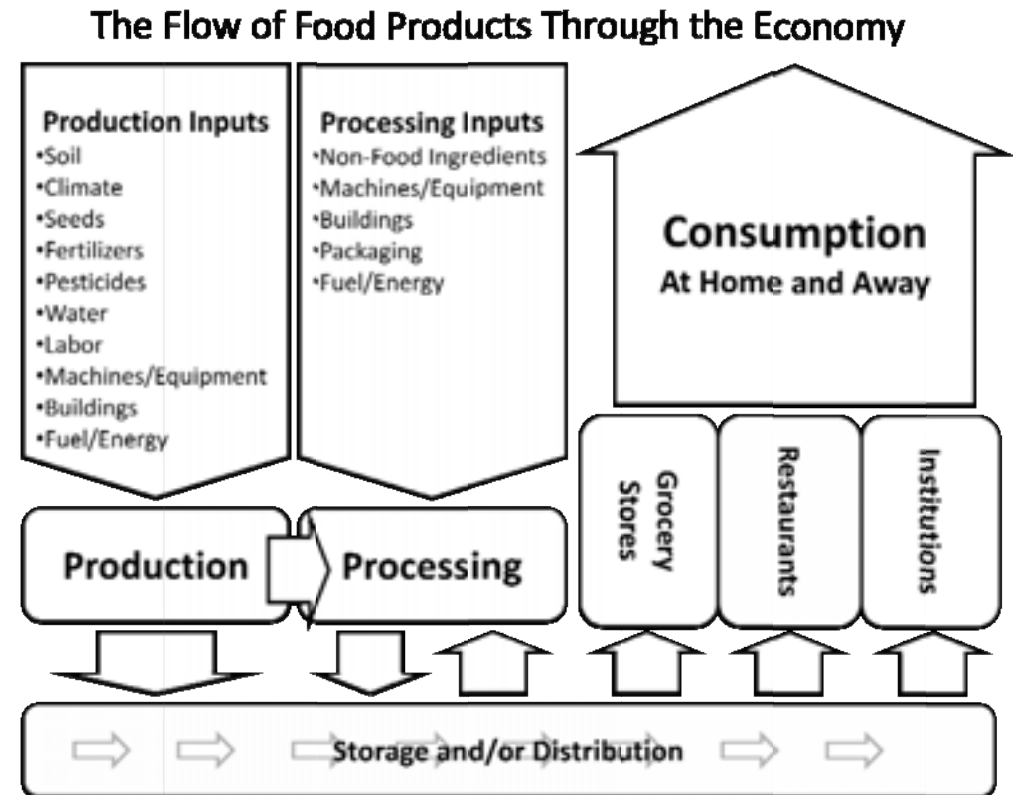 The Flow of Food Products Through the Economy
Production Inputs
•Soil
•Climate
•Seeds
•Fertilizers
•Pesticides
•Water
•Labor
•Machines/Equipment
•Buildings
•Fuel/Energy
Processing Inputs
•Non-Food Ingredients
•Machines/Equipment
•Buildings
•Packaging
•Fuel/Energy
Consumption
At Home and Away
Production
Processing
Grocery
Stores
Restaurants
Institutions
Storage and/or Distribution